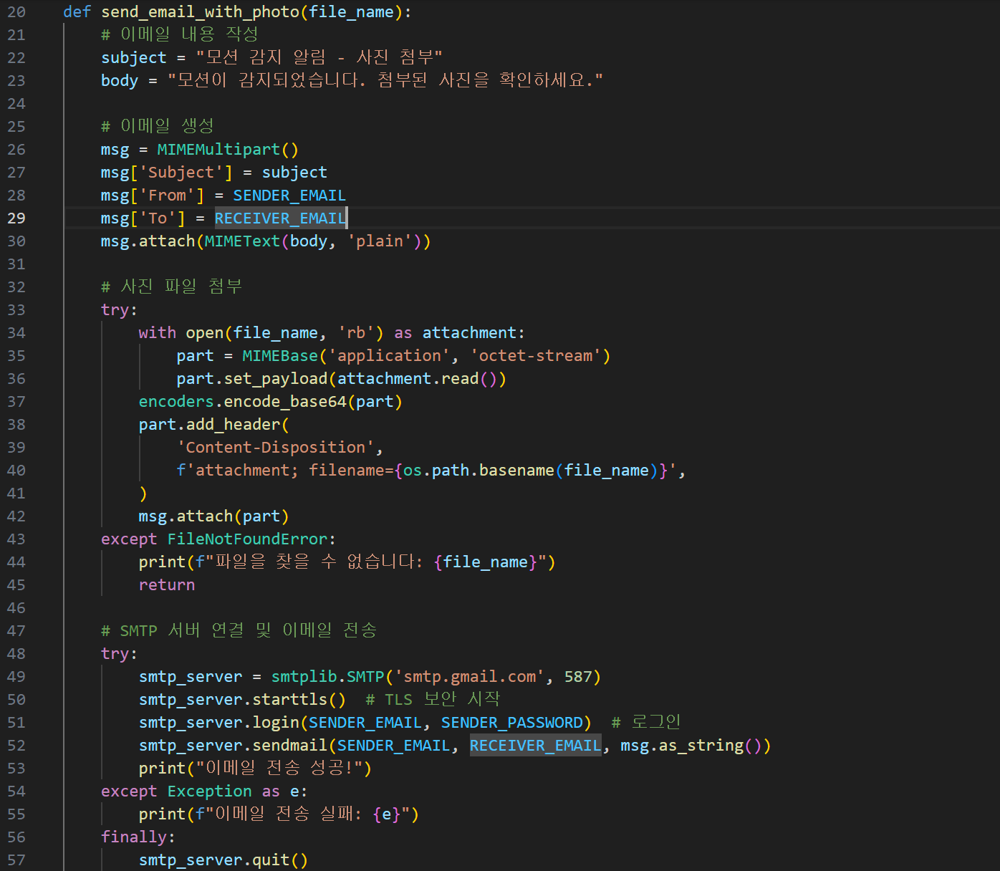 20 def send_email_with_photo(file_name):
21     # 이메일 내용 작성
22     subject = "모션 감지 알림 - 사진 첨부"
23     body = "모션이 감지되었습니다. 첨부된 사진을 확인하세요."
24
25     # 이메일 생성
26     msg = MIMEMultipart()
27     msg['Subject'] = subject
28     msg['From'] = SENDER_EMAIL
29     msg['To'] = RECEIVER_EMAIL
30     msg.attach(MIMEText(body, 'plain'))
31
32     # 사진 파일 첨부
33     try:
34         with open(file_name, 'rb') as attachment:
35             part = MIMEBase('application', 'octet-stream')
36             part.set_payload(attachment.read())
37         encoders.encode_base64(part)
38         part.add_header(
39             'Content-Disposition',
40             f'attachment; filename={os.path.basename(file_name)}',
41         )
42         msg.attach(part)
43     except FileNotFoundError:
44         print(f"파일을 찾을 수 없습니다: {file_name}")
45         return
46
47     # SMTP 서버 연결 및 이메일 전송
48     try:
49         smtp_server = smtplib.SMTP('smtp.gmail.com', 587)
50         smtp_server.starttls()  # TLS 보안 시작
51         smtp_server.login(SENDER_EMAIL, SENDER_PASSWORD)  # 로그인
52         smtp_server.sendmail(SENDER_EMAIL, RECEIVER_EMAIL, msg.as_string())
53         print("이메일 전송 성공!")
54     except Exception as e:
55         print(f"이메일 전송 실패: {e}")
56     finally:
57         smtp_server.quit()